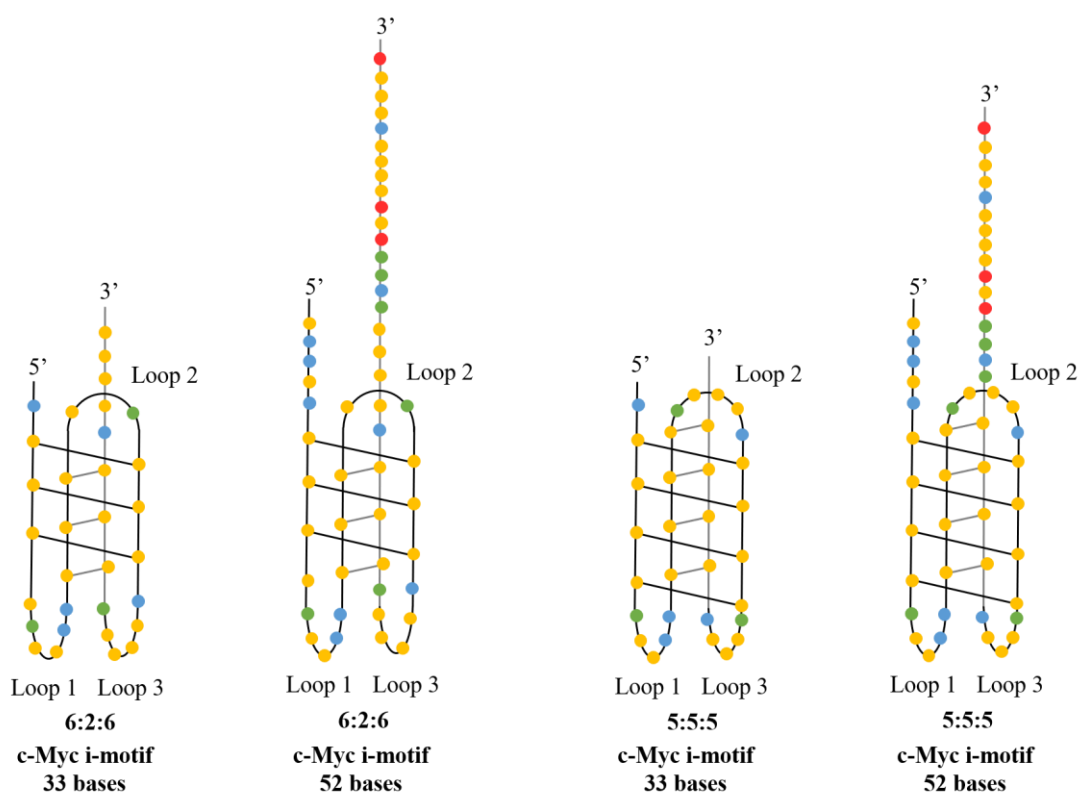 3’
3’
5’
3’
Loop 2
Loop 1 Loop 3
6:2:6
c-Myc i-motif
33 bases
5’
Loop 2
Loop 1 Loop 3
6:2:6
c-Myc i-motif
52 bases
5’
3’
Loop 2
Loop 1 Loop 3
5:5:5
c-Myc i-motif
33 bases
5’
Loop 2
Loop 1 Loop 3
5:5:5
c-Myc i-motif
52 bases